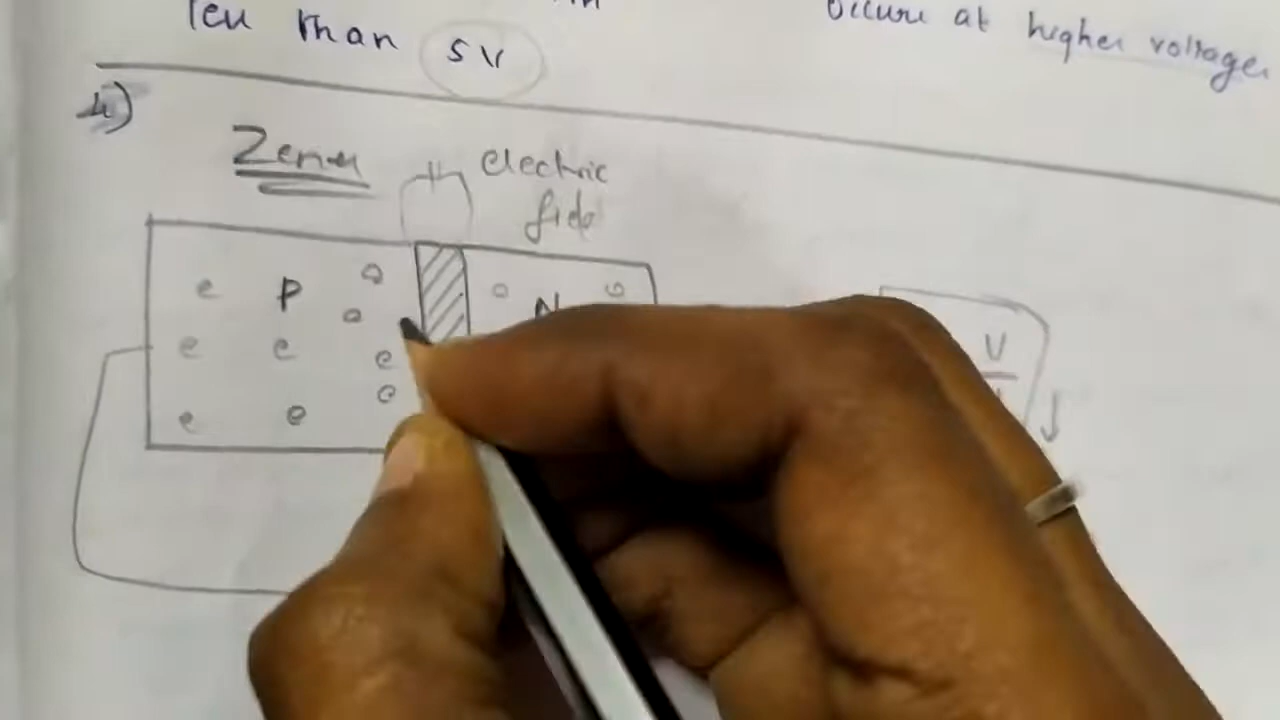 less than 5V
occurs at higher voltages
4)
Zener
electric
field
P
e
e e e
e e e
N
V